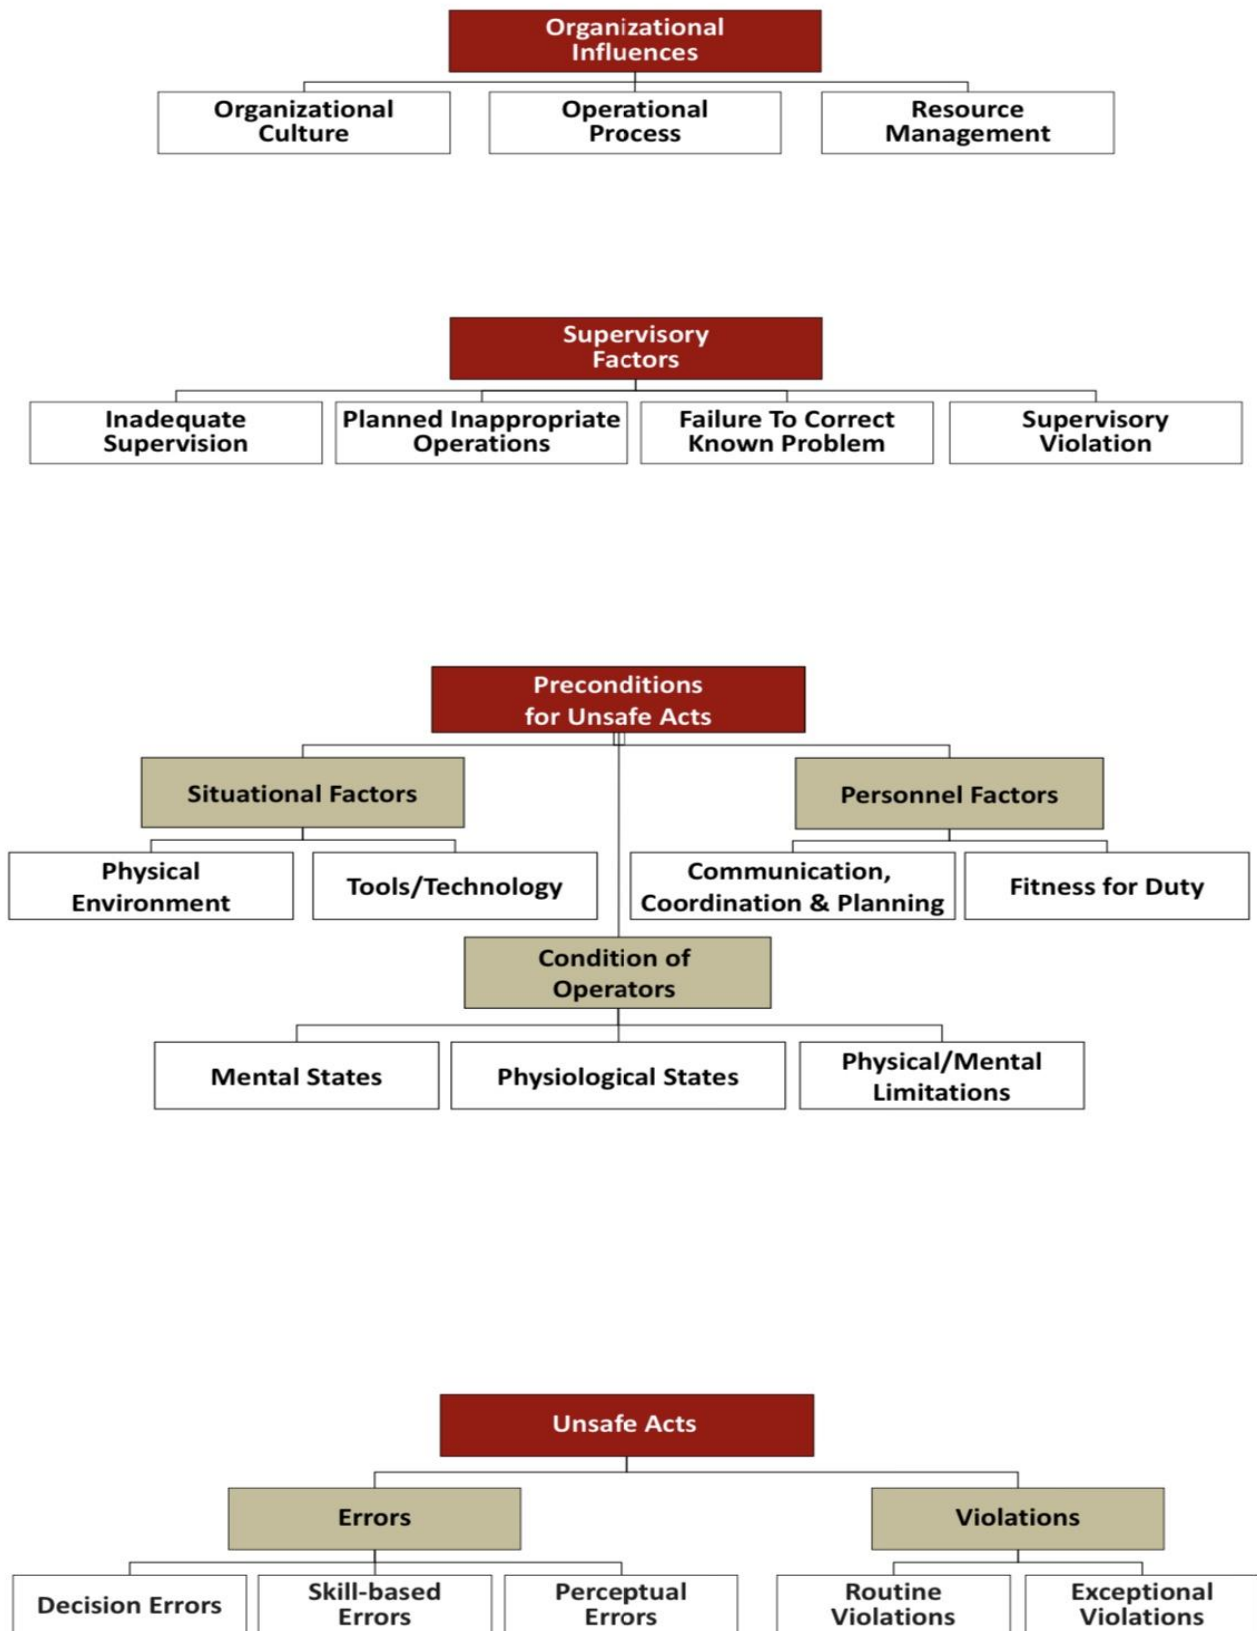 Organizational
Influences
Organizational
Culture
Operational
Process
Resource
Management
Supervisory
Factors
Inadequate
Supervision
Planned Inappropriate
Operations
Failure To Correct
Known Problem
Supervisory
Violation
Preconditions
for Unsafe Acts
Situational Factors
Personnel Factors
Physical
Environment
Tools/Technology
Communication,
Coordination & Planning
Fitness for Duty
Condition of
Operators
Mental States
Physiological States
Physical/Mental
Limitations
Unsafe Acts
Errors
Violations
Decision Errors
Skill-based
Errors
Perceptual
Errors
Routine
Violations
Exceptional
Violations